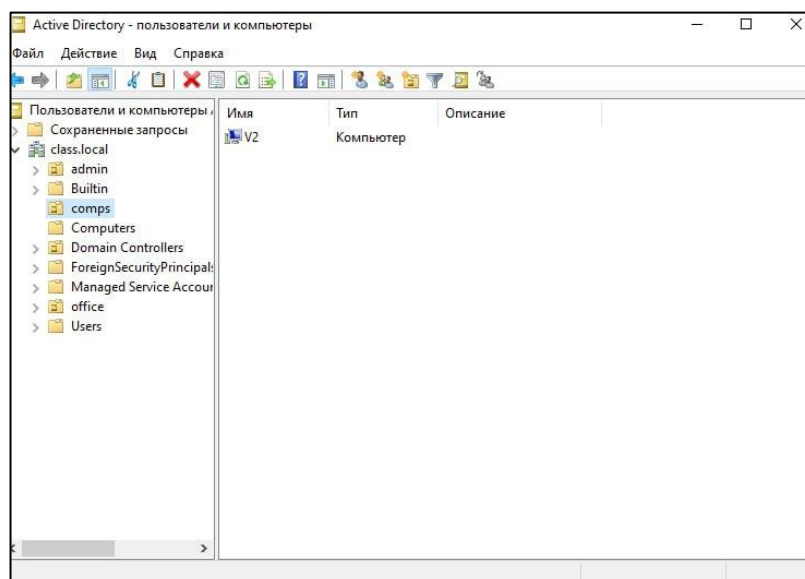 Active Directory - пользователи и компьютеры
Файл Действие Вид Справка
Пользователи и компьютеры
Сохраненные запросы
class.local
admin
Builtin
comps
Computers
Domain Controllers
ForeignSecurityPrincipals
Managed Service Accour
office
Users
Имя Тип Описание
V2 Компьютер